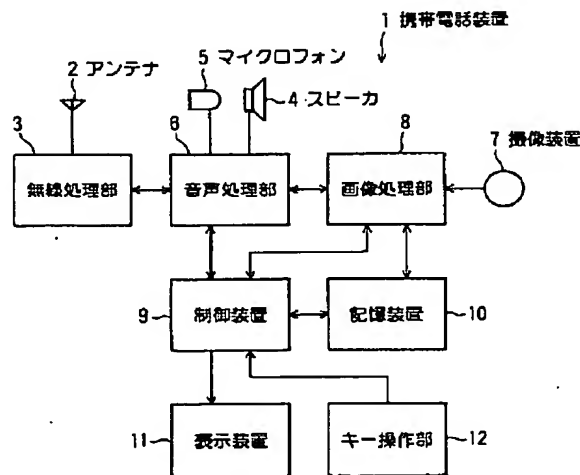 1 携帯電話装置
5 マイクロフォン
2 アンテナ
4 スピーカ
3
6
8
7 撮像装置
無線処理部
音声処理部
画像処理部
9
制御装置
記憶装置
10
11
表示装置
キー操作部
12